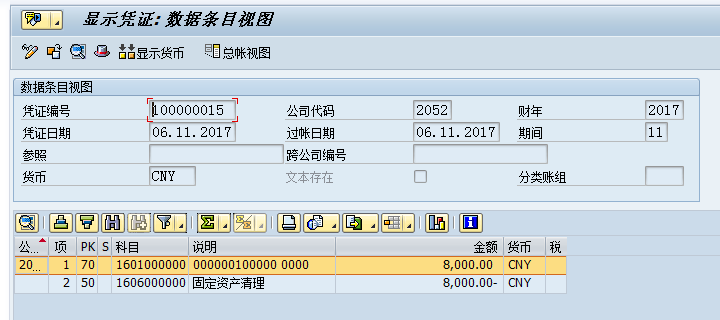 显示凭证: 数据条目视图
显示货币 总帐视图
数据条目视图
凭证编号 100000015 公司代码 2052 财年 2017
凭证日期 06.11.2017 过帐日期 06.11.2017 期间 11
参照 跨公司编号
货币 CNY 文本存在 分类账组
公... 项 PK S 科目 说明 金额 货币 税
20... 1 70 1601000000 000000100000 0000 8,000.00 CNY
2 50 1606000000 固定资产清理 8,000.00- CNY